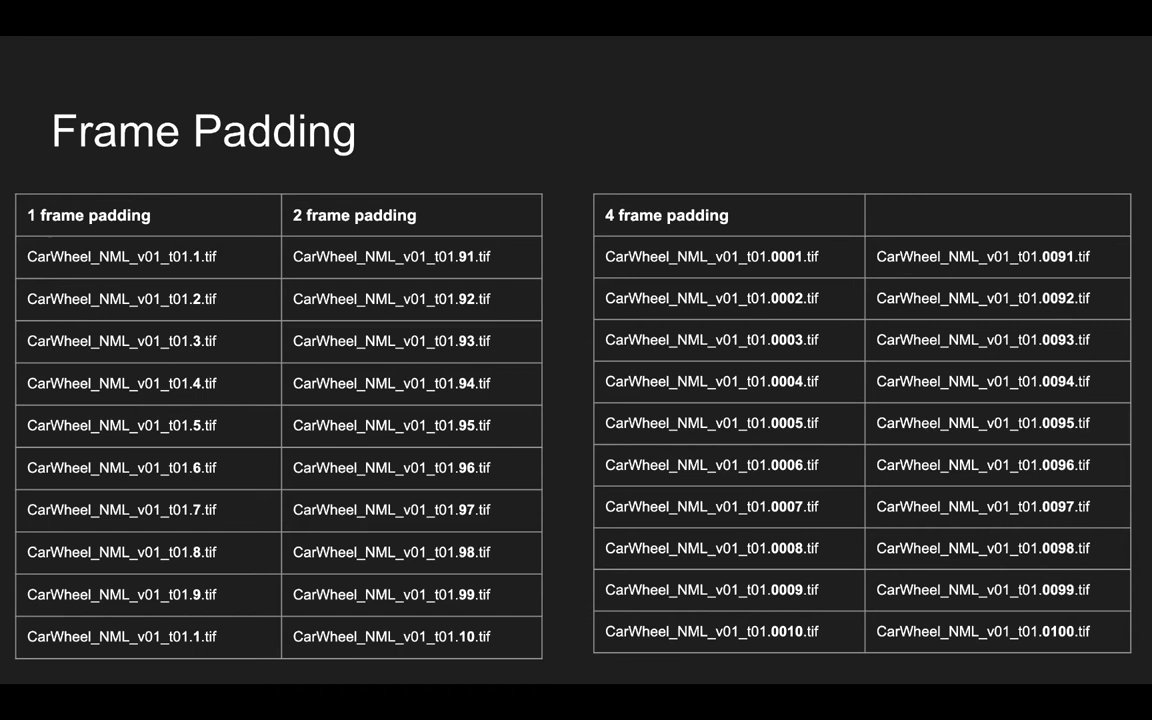 Frame Padding
1 frame padding 2 frame padding
CarWheel_NML_v01_t01.1.tif CarWheel_NML_v01_t01.91.tif
CarWheel_NML_v01_t01.2.tif CarWheel_NML_v01_t01.92.tif
CarWheel_NML_v01_t01.3.tif CarWheel_NML_v01_t01.93.tif
CarWheel_NML_v01_t01.4.tif CarWheel_NML_v01_t01.94.tif
CarWheel_NML_v01_t01.5.tif CarWheel_NML_v01_t01.95.tif
CarWheel_NML_v01_t01.6.tif CarWheel_NML_v01_t01.96.tif
CarWheel_NML_v01_t01.7.tif CarWheel_NML_v01_t01.97.tif
CarWheel_NML_v01_t01.8.tif CarWheel_NML_v01_t01.98.tif
CarWheel_NML_v01_t01.9.tif CarWheel_NML_v01_t01.99.tif
CarWheel_NML_v01_t01.1.tif CarWheel_NML_v01_t01.10.tif
4 frame padding
CarWheel_NML_v01_t01.0001.tif CarWheel_NML_v01_t01.0091.tif
CarWheel_NML_v01_t01.0002.tif CarWheel_NML_v01_t01.0092.tif
CarWheel_NML_v01_t01.0003.tif CarWheel_NML_v01_t01.0093.tif
CarWheel_NML_v01_t01.0004.tif CarWheel_NML_v01_t01.0094.tif
CarWheel_NML_v01_t01.0005.tif CarWheel_NML_v01_t01.0095.tif
CarWheel_NML_v01_t01.0006.tif CarWheel_NML_v01_t01.0096.tif
CarWheel_NML_v01_t01.0007.tif CarWheel_NML_v01_t01.0097.tif
CarWheel_NML_v01_t01.0008.tif CarWheel_NML_v01_t01.0098.tif
CarWheel_NML_v01_t01.0009.tif CarWheel_NML_v01_t01.0099.tif
CarWheel_NML_v01_t01.0010.tif CarWheel_NML_v01_t01.0100.tif